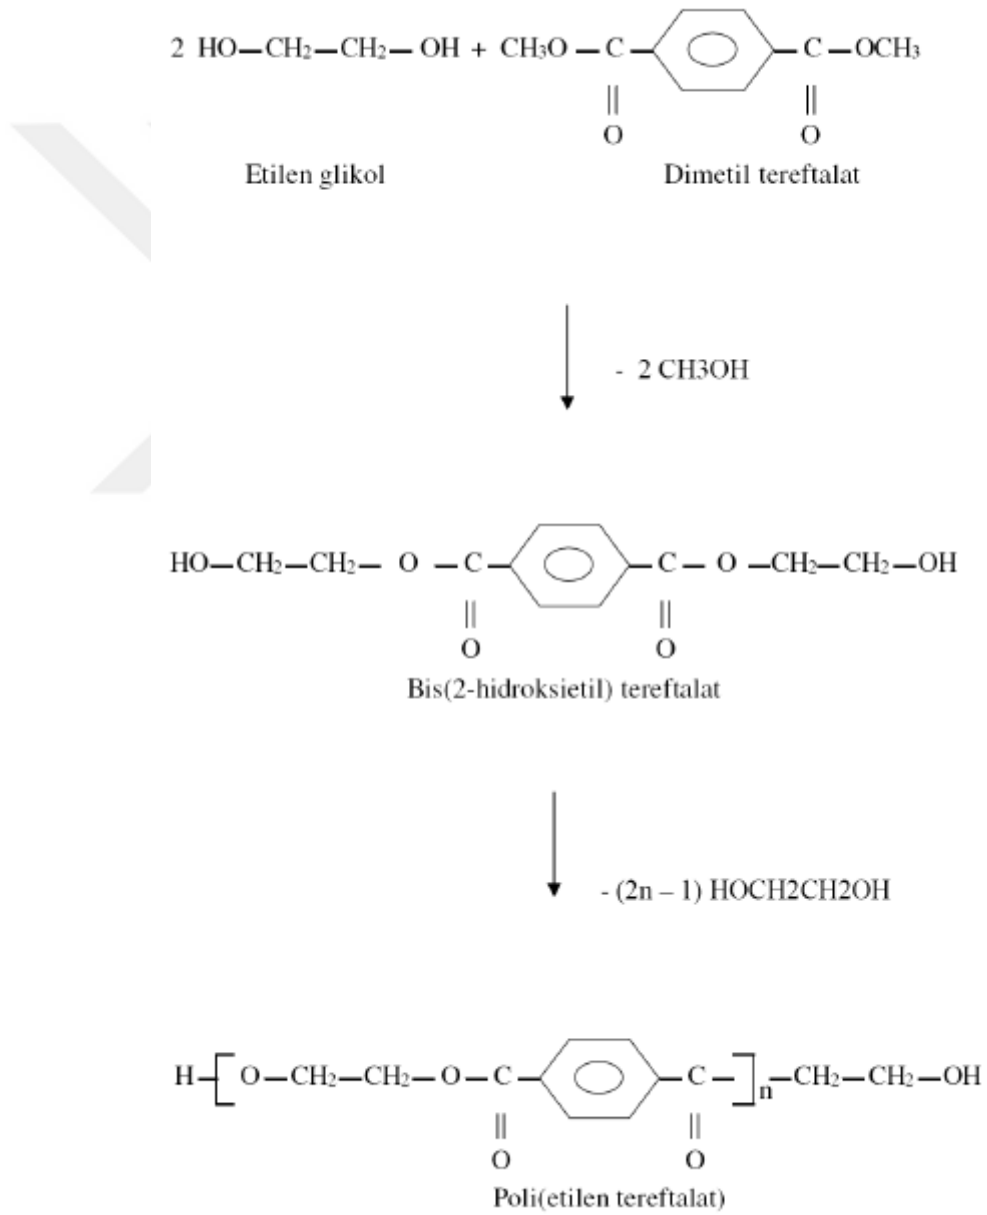 2 HO—CH₂—CH₂— OH + CH₃O — C — C — OCH₃
|| ||
O O
Etilen glikol Dimetil tereftalat
- 2 CH3OH
HO—CH₂—CH₂— O — C — C — O —CH₂—CH₂—OH
|| ||
O O
Bis(2-hidroksietil) tereftalat
- (2n – 1) HOCH2CH2OH
H—[ O—CH₂—CH₂—O—C — C — ]n —CH₂—CH₂—OH
|| ||
O O
Poli(etilen tereftalat)